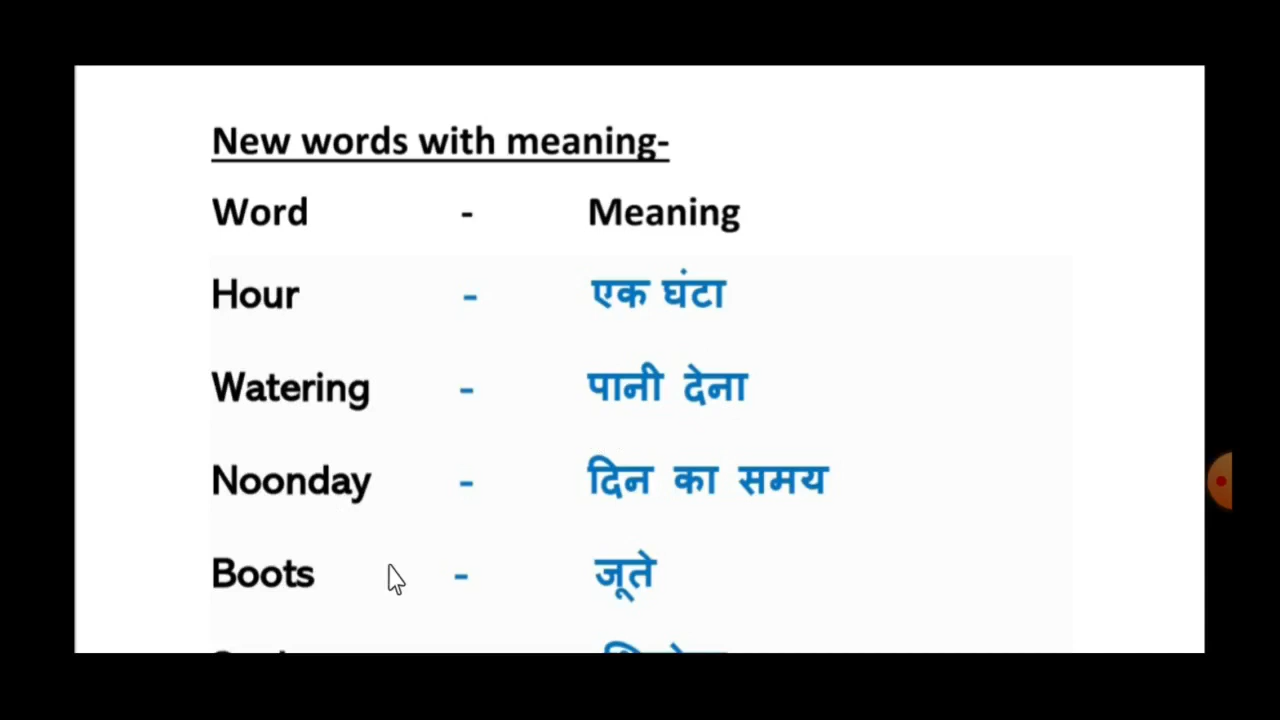 New words with meaning-
Word - Meaning
Hour - एक घंटा
Watering - पानी देना
Noonday - दिन का समय
Boots - जूते